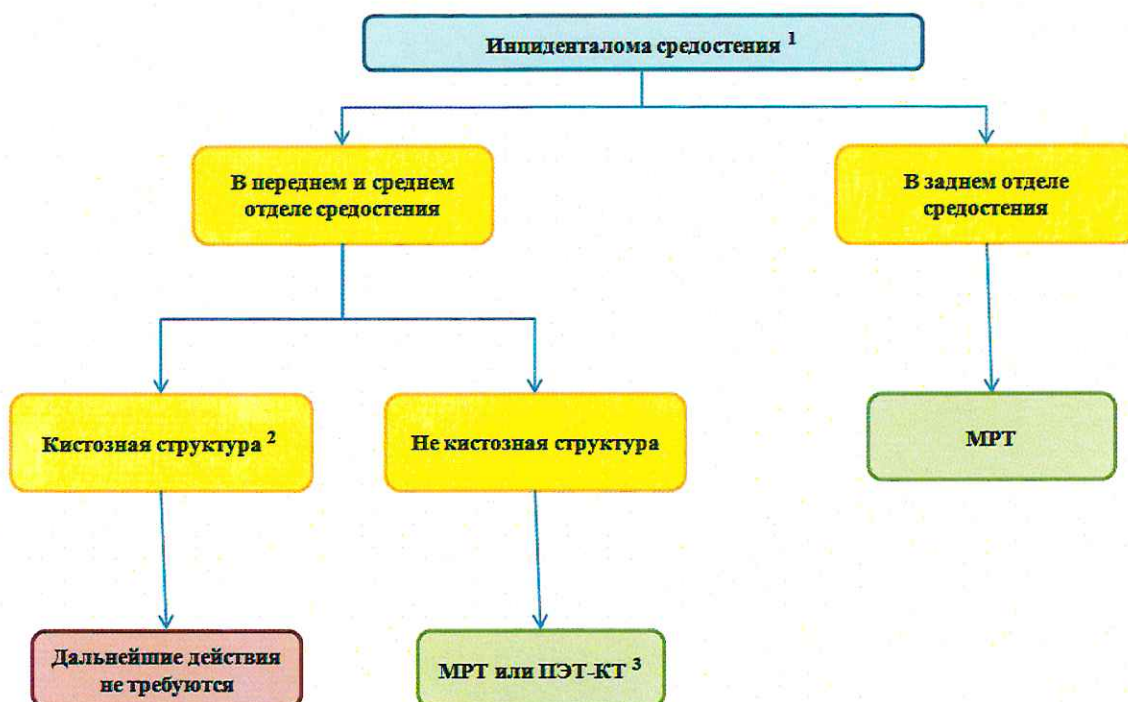 Инциденталома средостения ¹
В переднем и среднем
отделе средостения
В заднем отделе
средостения
Кистозная структура ²
Не кистозная структура
МРТ
Дальнейшие действия
не требуются
МРТ или ПЭТ-КТ ³